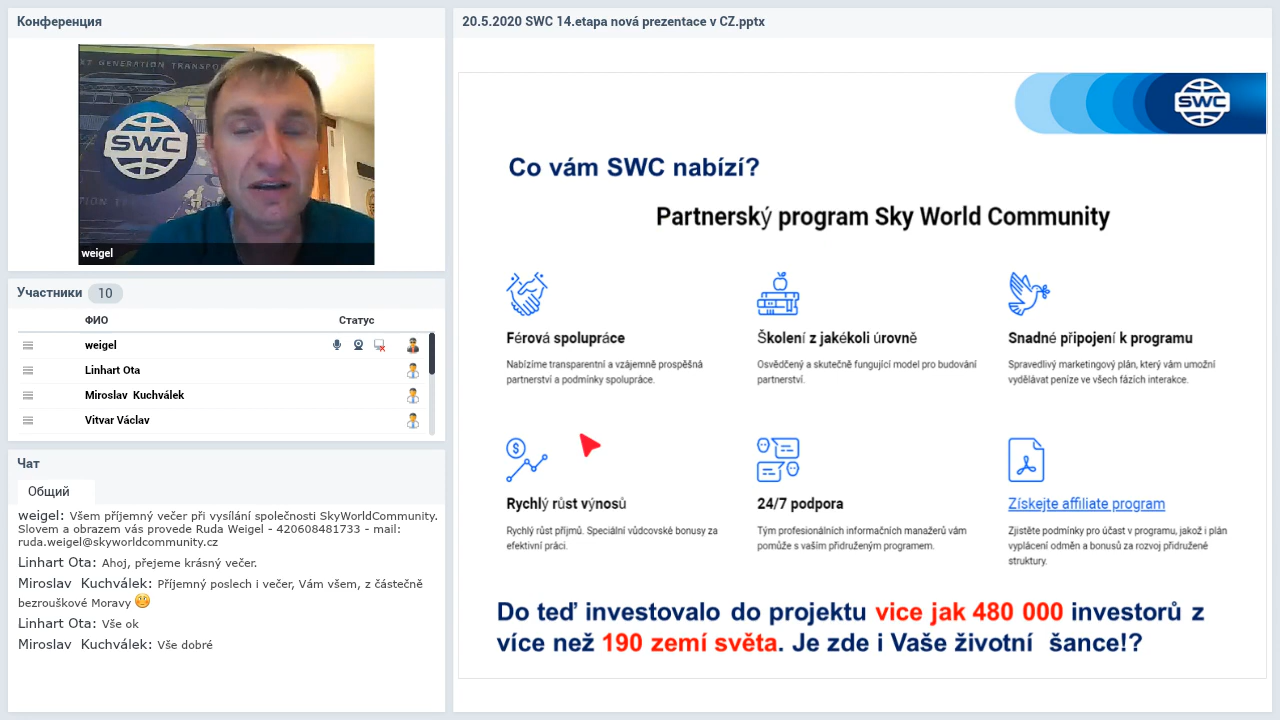 Конференция
XT GENERATION TRANSPOR
SWC
weigel
Участники 10
ФИО Статус
weigel
Linhart Ota
Miroslav Kuchválek
Vitvar Václav
Чат
Общий
weigel: Všem příjemný večer při vysílání společnosti SkyWorldCommunity.
Slovem a obrazem vás provede Ruda Weigel - 420608481733 - mail:
ruda.weigel@skyworldcommunity.cz
Linhart Ota: Ahoj, přejeme krásný večer.
Miroslav Kuchválek: Příjemný poslech i večer, Vám všem, z částečně
bezrouškové Moravy
Linhart Ota: Vše ok
Miroslav Kuchválek: Vše dobré
20.5.2020 SWC 14.etapa nová prezentace v CZ.pptx
SWC
Co vám SWC nabízí?
Partnerský program Sky World Community
Férová spolupráce
Nabízíme transparentní a vzájemně prospěšná
partnerství a podmínky spolupráce.
Školení z jakékoli úrovně
Osvědčený a skutečně fungující model pro budování
partnerství.
Snadné připojení k programu
Spravedlivý marketingový plán, který vám umožní
vydělávat peníze ve všech fázích interakce.
Rychlý růst výnosů
Rychlý růst příjmů. Speciální vůdcovské bonusy za
efektivní práci.
24/7 podpora
Tým profesionálních informačních manažerů vám
pomůže s vaším přidruženým programem.
Získejte affiliate program
Zjistěte podmínky pro účast v programu, jakož i plán
vyplácení odměn a bonusů za rozvoj přidružené
struktury.
Do teď investovalo do projektu vice jak 480 000 investorů z
více než 190 zemí světa. Je zde i Vaše životní šance!?